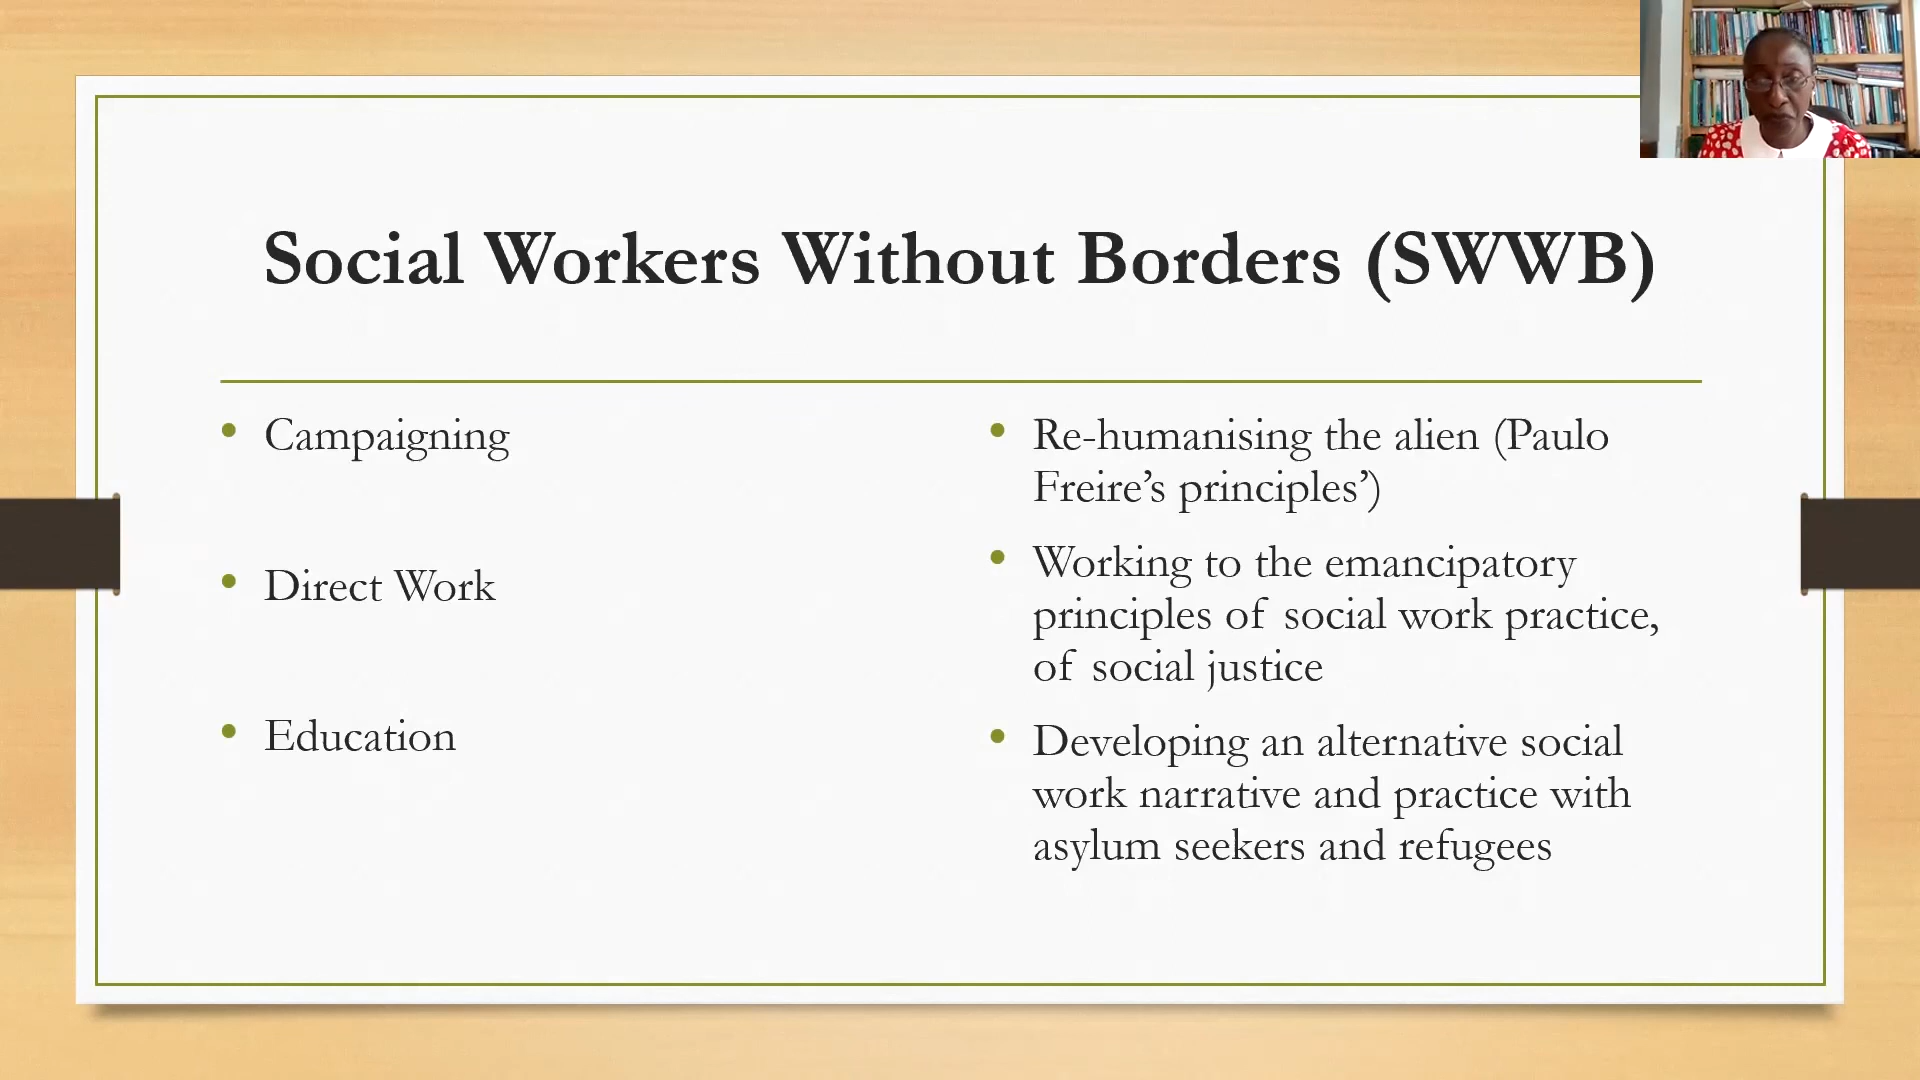 Social Workers Without Borders (SWWB)
Campaigning
Direct Work
Education
Re-humanising the alien (Paulo
Freire’s principles’)
Working to the emancipatory
principles of social work practice,
of social justice
Developing an alternative social
work narrative and practice with
asylum seekers and refugees